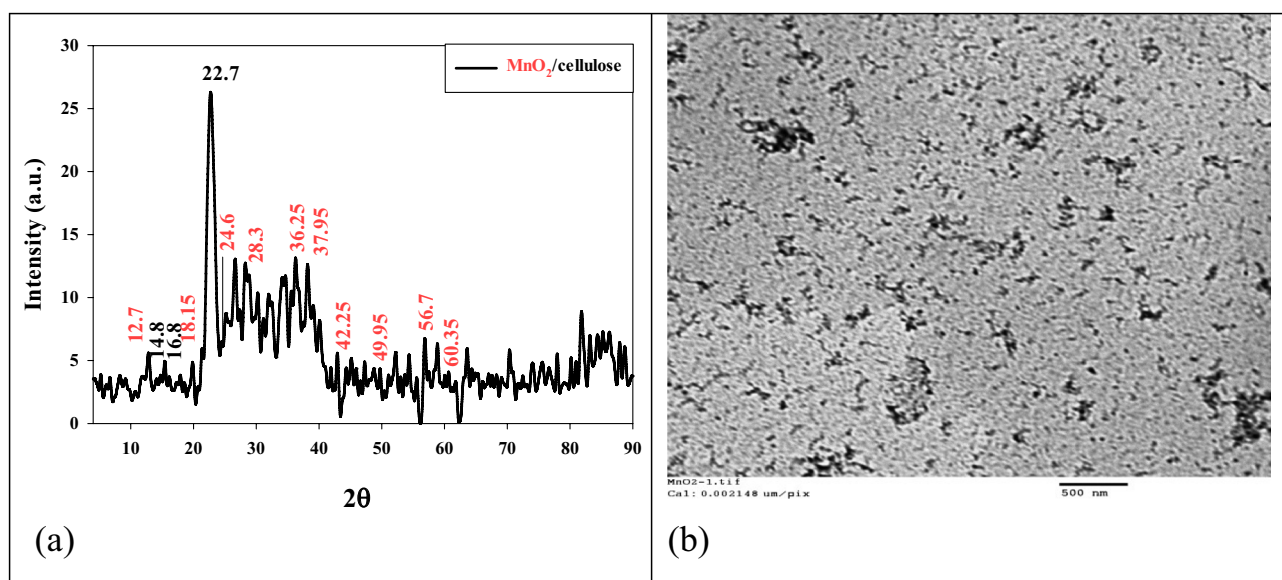 30
25
20
15
10
5
0
Intensity (a.u.)
22.7
MnO₂/cellulose
12.7
14.8
16.8
18.15
24.6
28.3
36.25
37.95
42.25
49.95
56.7
60.35
10 20 30 40 50 60 70 80 90
2θ
(a)
MnO2-1.tif
Cal: 0.002148 um/pix
500 nm
(b)